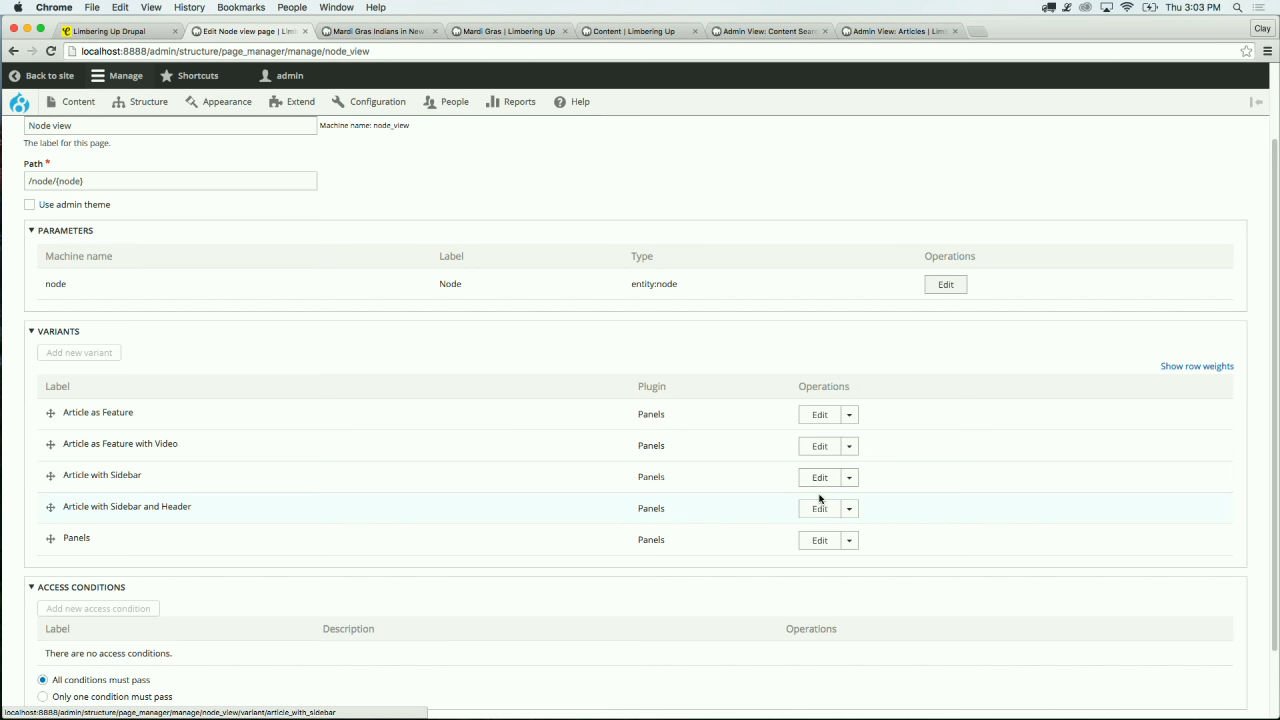 Chrome File Edit View History Bookmarks People Window Help Thu 3:03 PM
Limbering Up Drupal Edit Node view page | Limb Mardi Gras Indians in New Mardi Gras | Limbering Up Content | Limbering Up Admin View: Content Sear Admin View: Articles | Lim Clay
localhost:8888/admin/structure/page_manager/manage/node_view
Back to site Manage Shortcuts admin
Content Structure Appearance Extend Configuration People Reports Help
Node view Machine name: node_view
The label for this page.
Path *
/node/{node}
Use admin theme
PARAMETERS
Machine name Label Type Operations
node Node entity:node Edit
VARIANTS
Add new variant
Show row weights
Label Plugin Operations
Article as Feature Panels Edit
Article as Feature with Video Panels Edit
Article with Sidebar Panels Edit
Article with Sidebar and Header Panels Edit
Panels Panels Edit
ACCESS CONDITIONS
Add new access condition
Label Description Operations
There are no access conditions.
All conditions must pass
Only one condition must pass
localhost:8888/admin/structure/page_manager/manage/node_view/variant/article_with_sidebar